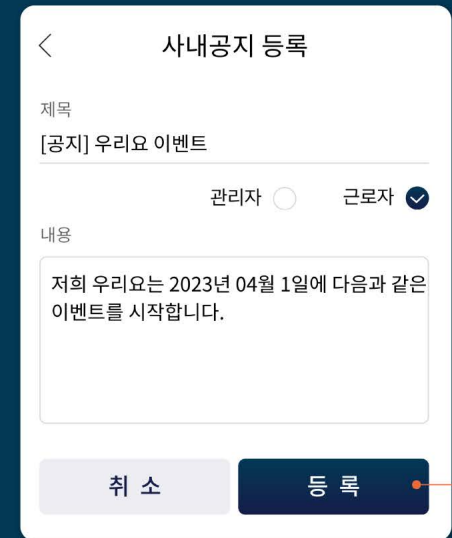 사내공지 등록
제목
[공지] 우리요 이벤트
관리자 근로자
내용
저희 우리요는 2023년 04월 1일에 다음과 같은
이벤트를 시작합니다.
취 소 등 록